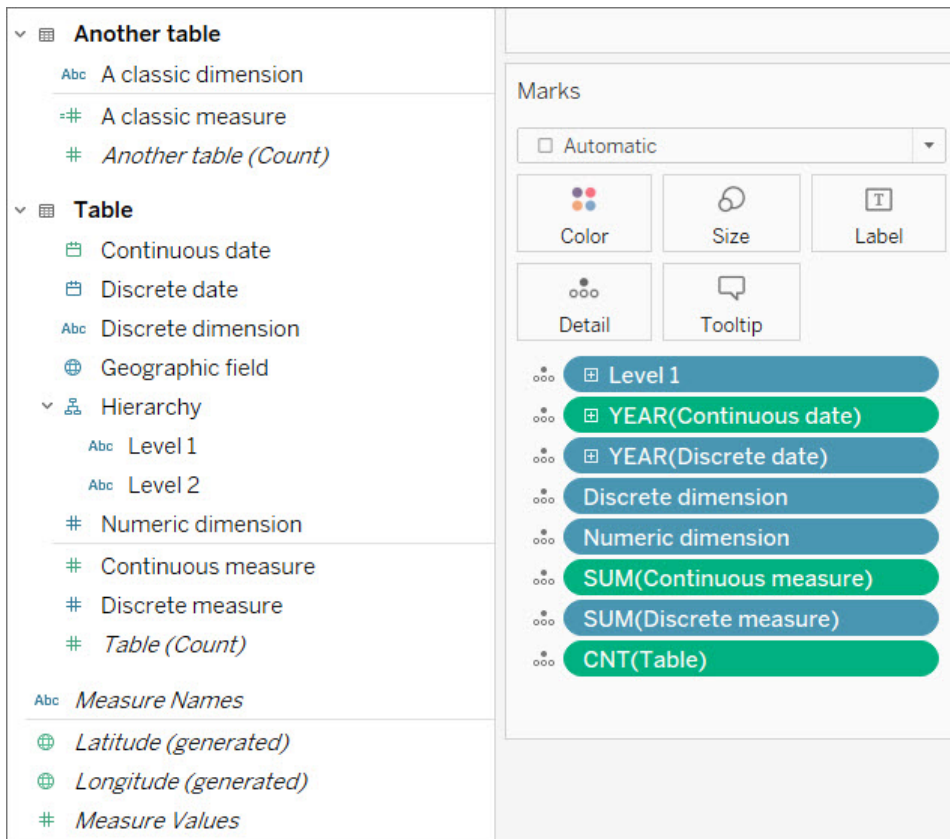 Another table
Abc A classic dimension
=# A classic measure
# Another table (Count)
Table
Continuous date
Discrete date
Abc Discrete dimension
Geographic field
Hierarchy
Abc Level 1
Abc Level 2
# Numeric dimension
# Continuous measure
# Discrete measure
# Table (Count)
Abc Measure Names
Latitude (generated)
Longitude (generated)
# Measure Values
Marks
Automatic
Color
Size
T
Label
Detail
Tooltip
Level 1
YEAR(Continuous date)
YEAR(Discrete date)
Discrete dimension
Numeric dimension
SUM(Continuous measure)
SUM(Discrete measure)
CNT(Table)